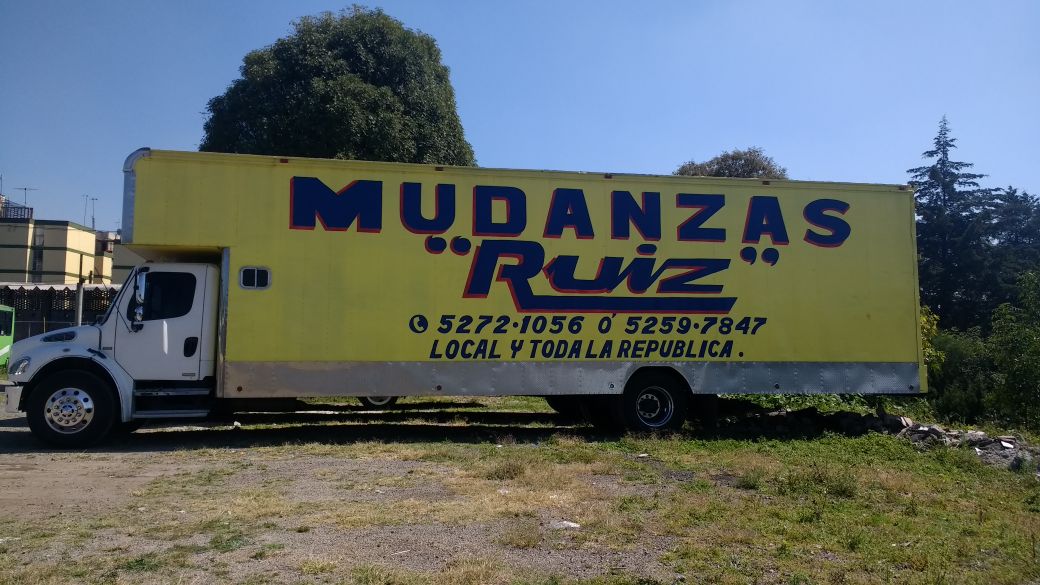 MUDANZAS
“Ruiz”
5272·1056 Ó 5259·7847
LOCAL Y TODA LA REPUBLICA.